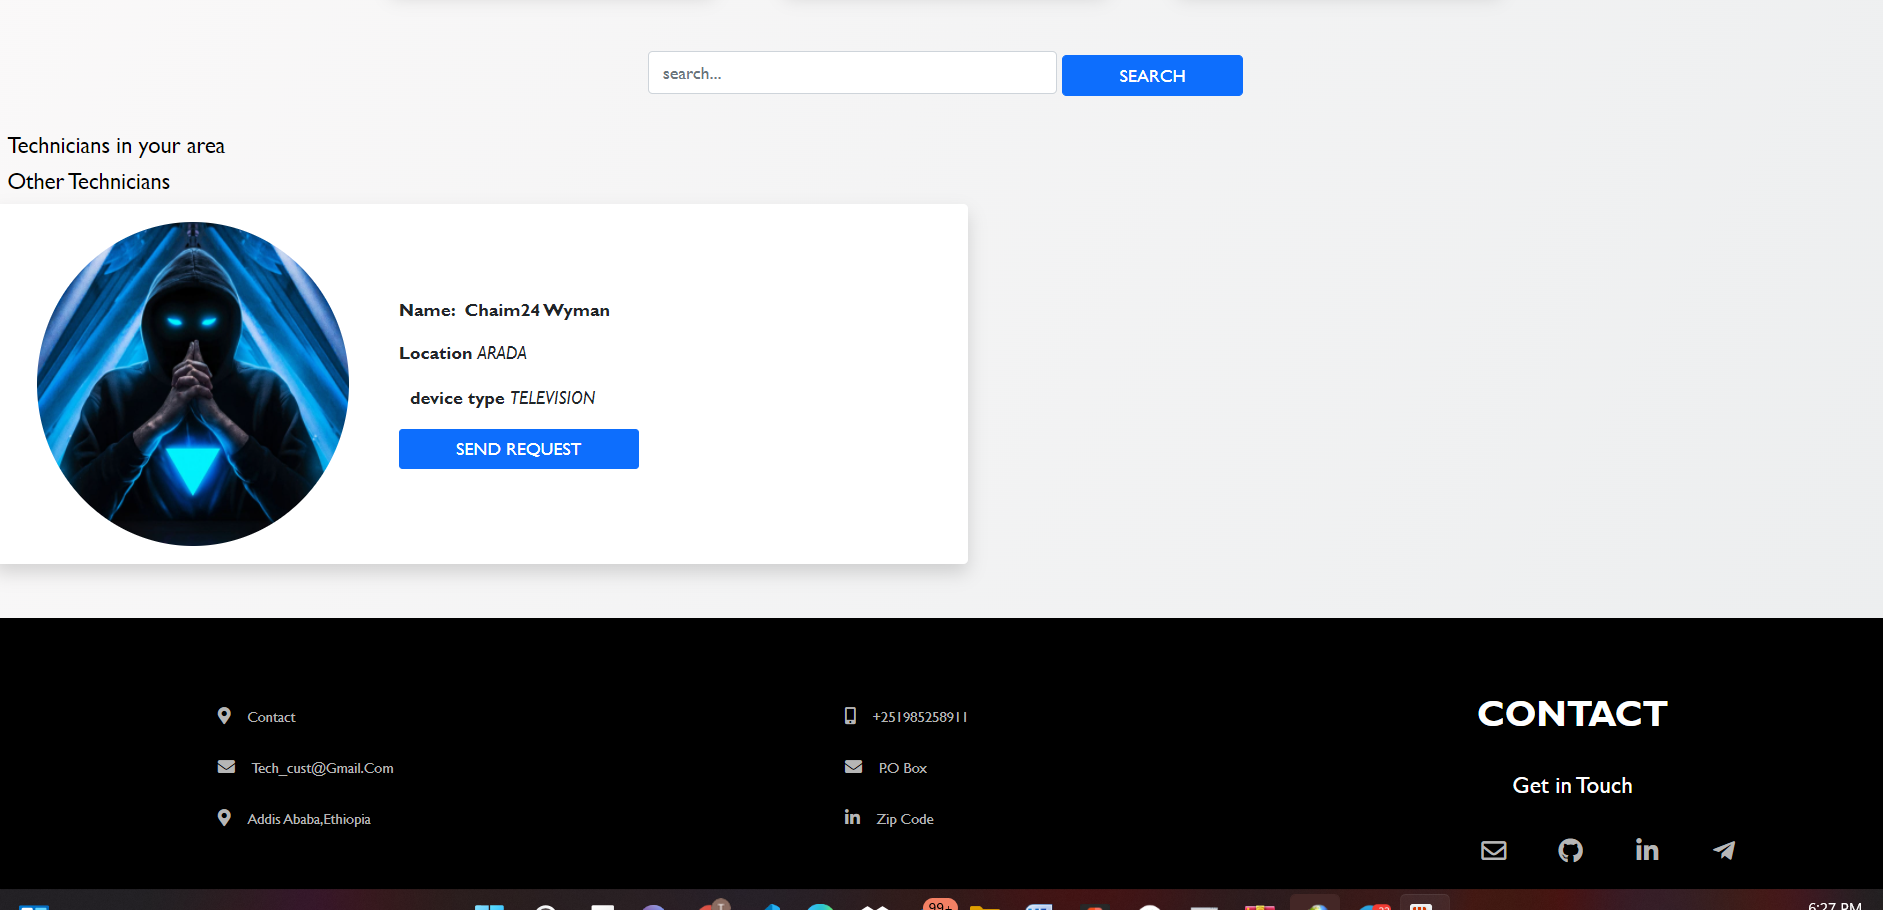 search...
SEARCH
Technicians in your area
Other Technicians
Name: Chaim24 Wyman
Location ARADA
device type TELEVISION
SEND REQUEST
Contact
Tech_cust@Gmail.Com
Addis Ababa,Ethiopia
+251985258911
P.O Box
Zip Code
CONTACT
Get in Touch
99+
6:27 PM